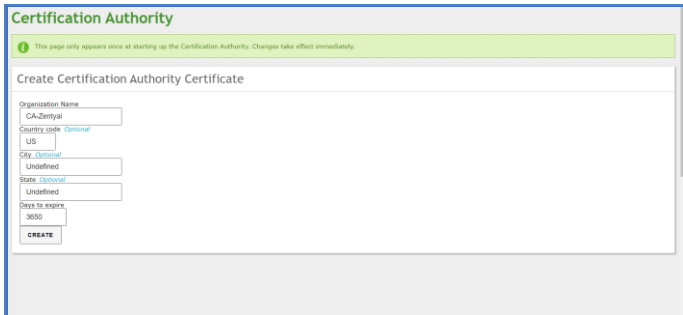 Certification Authority
This page only appears once at starting up the Certification Authority. Changes take effect immediately.
Create Certification Authority Certificate
Organization Name
CA-Zentyal
Country code Optional
US
City Optional
Undefined
State Optional
Undefined
Days to expire
3650
CREATE